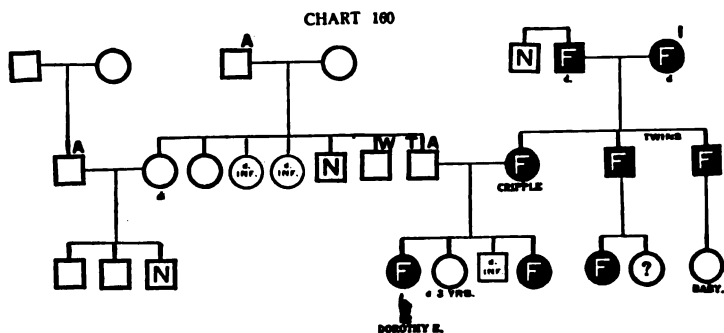 CHART 160
A
I
N
F
F
d.
d
A
W
T
A
TWINS
d.
INF.
d.
INF.
N
F
CRIPPLE
F
F
d
N
F
d 3 YRS.
d.
INF.
F
F
?
BABY.
DOROTHY E.